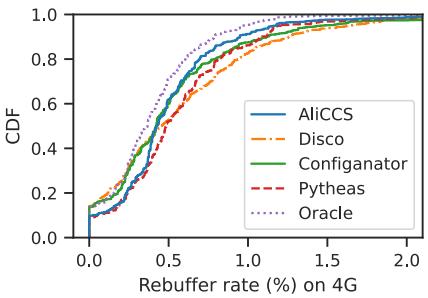 1.0
0.8
0.6
0.4
0.2
0.0
CDF
AliCCS
Disco
Configanator
Pytheas
Oracle
0.0 0.5 1.0 1.5 2.0
Rebuffer rate (%) on 4G